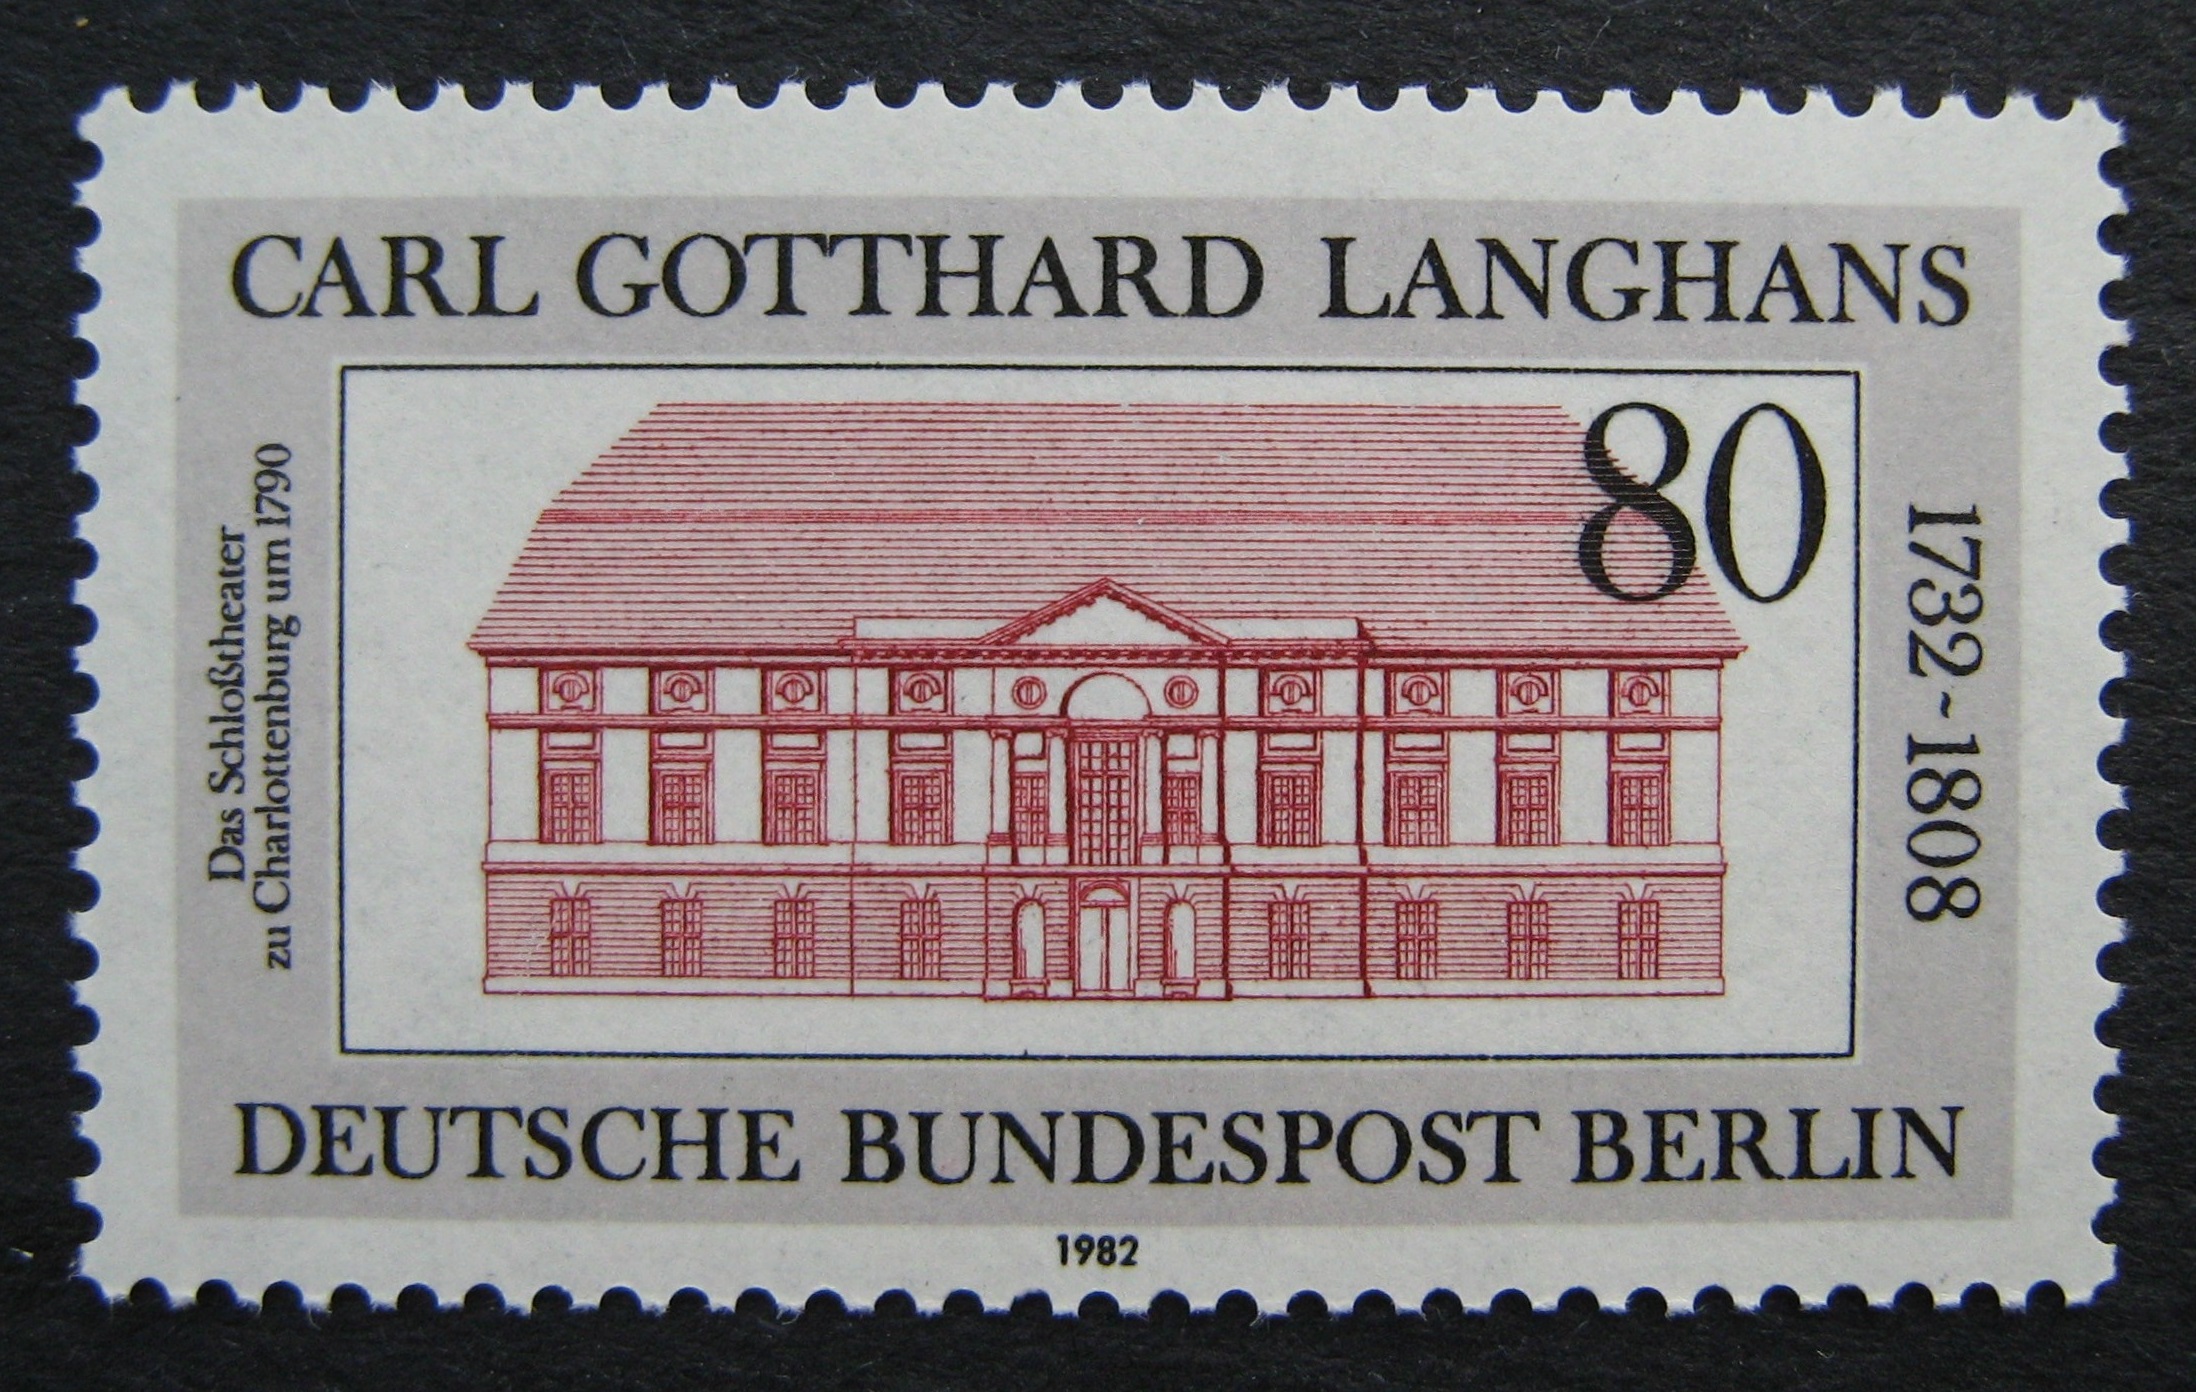 CARL GOTTHARD LANGHANS
Das Schloßtheater
zu Charlottenburg um 1790
80
1732-1808
DEUTSCHE BUNDESPOST BERLIN
1982